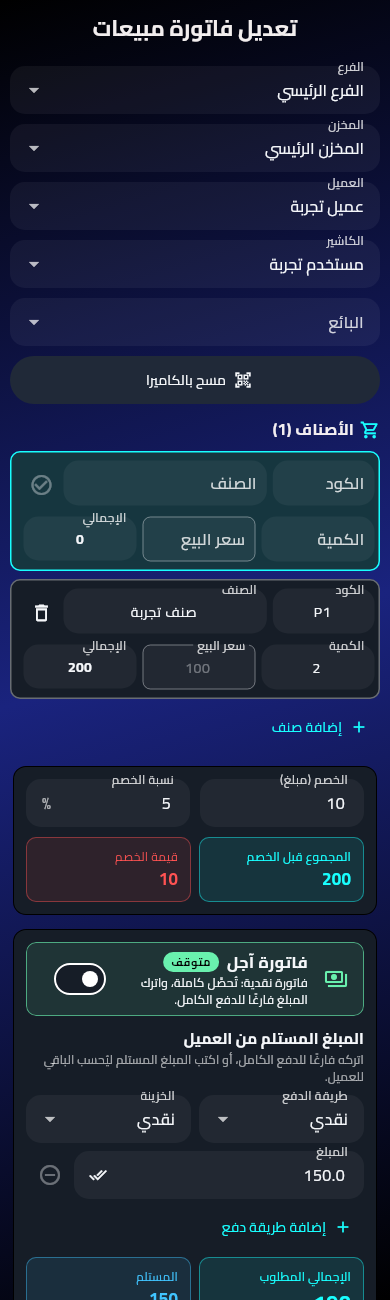 تعديل فاتورة مبيعات
الفرع
الفرع الرئيسي
المخزن
المخزن الرئيسي
العميل
عميل تجربة
الكاشير
مستخدم تجربة
البائع
مسح بالكاميرا
الأصناف (1)
الكود
الصنف
الكمية
سعر البيع
الإجمالي
0
الكود
P1
الصنف
صنف تجربة
الكمية
2
سعر البيع
100
الإجمالي
200
+ إضافة صنف
الخصم (مبلغ)
10
نسبة الخصم
5 %
المجموع قبل الخصم
200
قيمة الخصم
10
فاتورة آجل متوقف
فاتورة نقدية: تُحصَّل كاملة، واترك
المبلغ فارغًا للدفع الكامل.
المبلغ المستلم من العميل
اتركه فارغًا للدفع الكامل، أو اكتب المبلغ المستلم ليُحسب الباقي
للعميل.
طريقة الدفع
نقدي
الخزينة
نقدي
المبلغ
150.0
+ إضافة طريقة دفع
الإجمالي المطلوب
المستلم
150